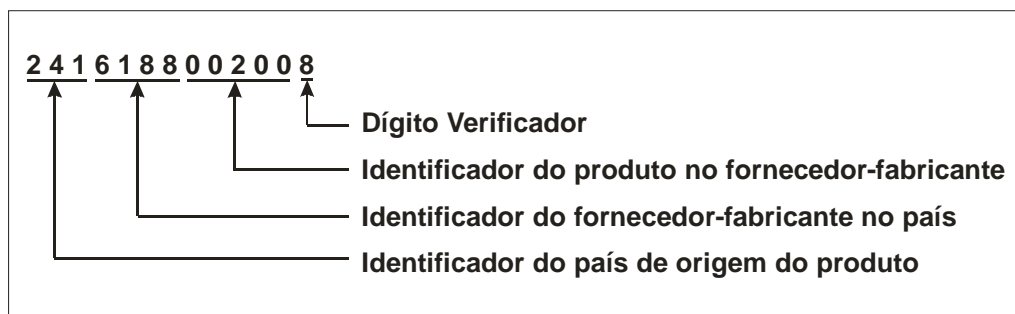 2 4 1 6 1 8 8 0 0 2 0 0 8
Dígito Verificador
Identificador do produto no fornecedor-fabricante
Identificador do fornecedor-fabricante no país
Identificador do país de origem do produto